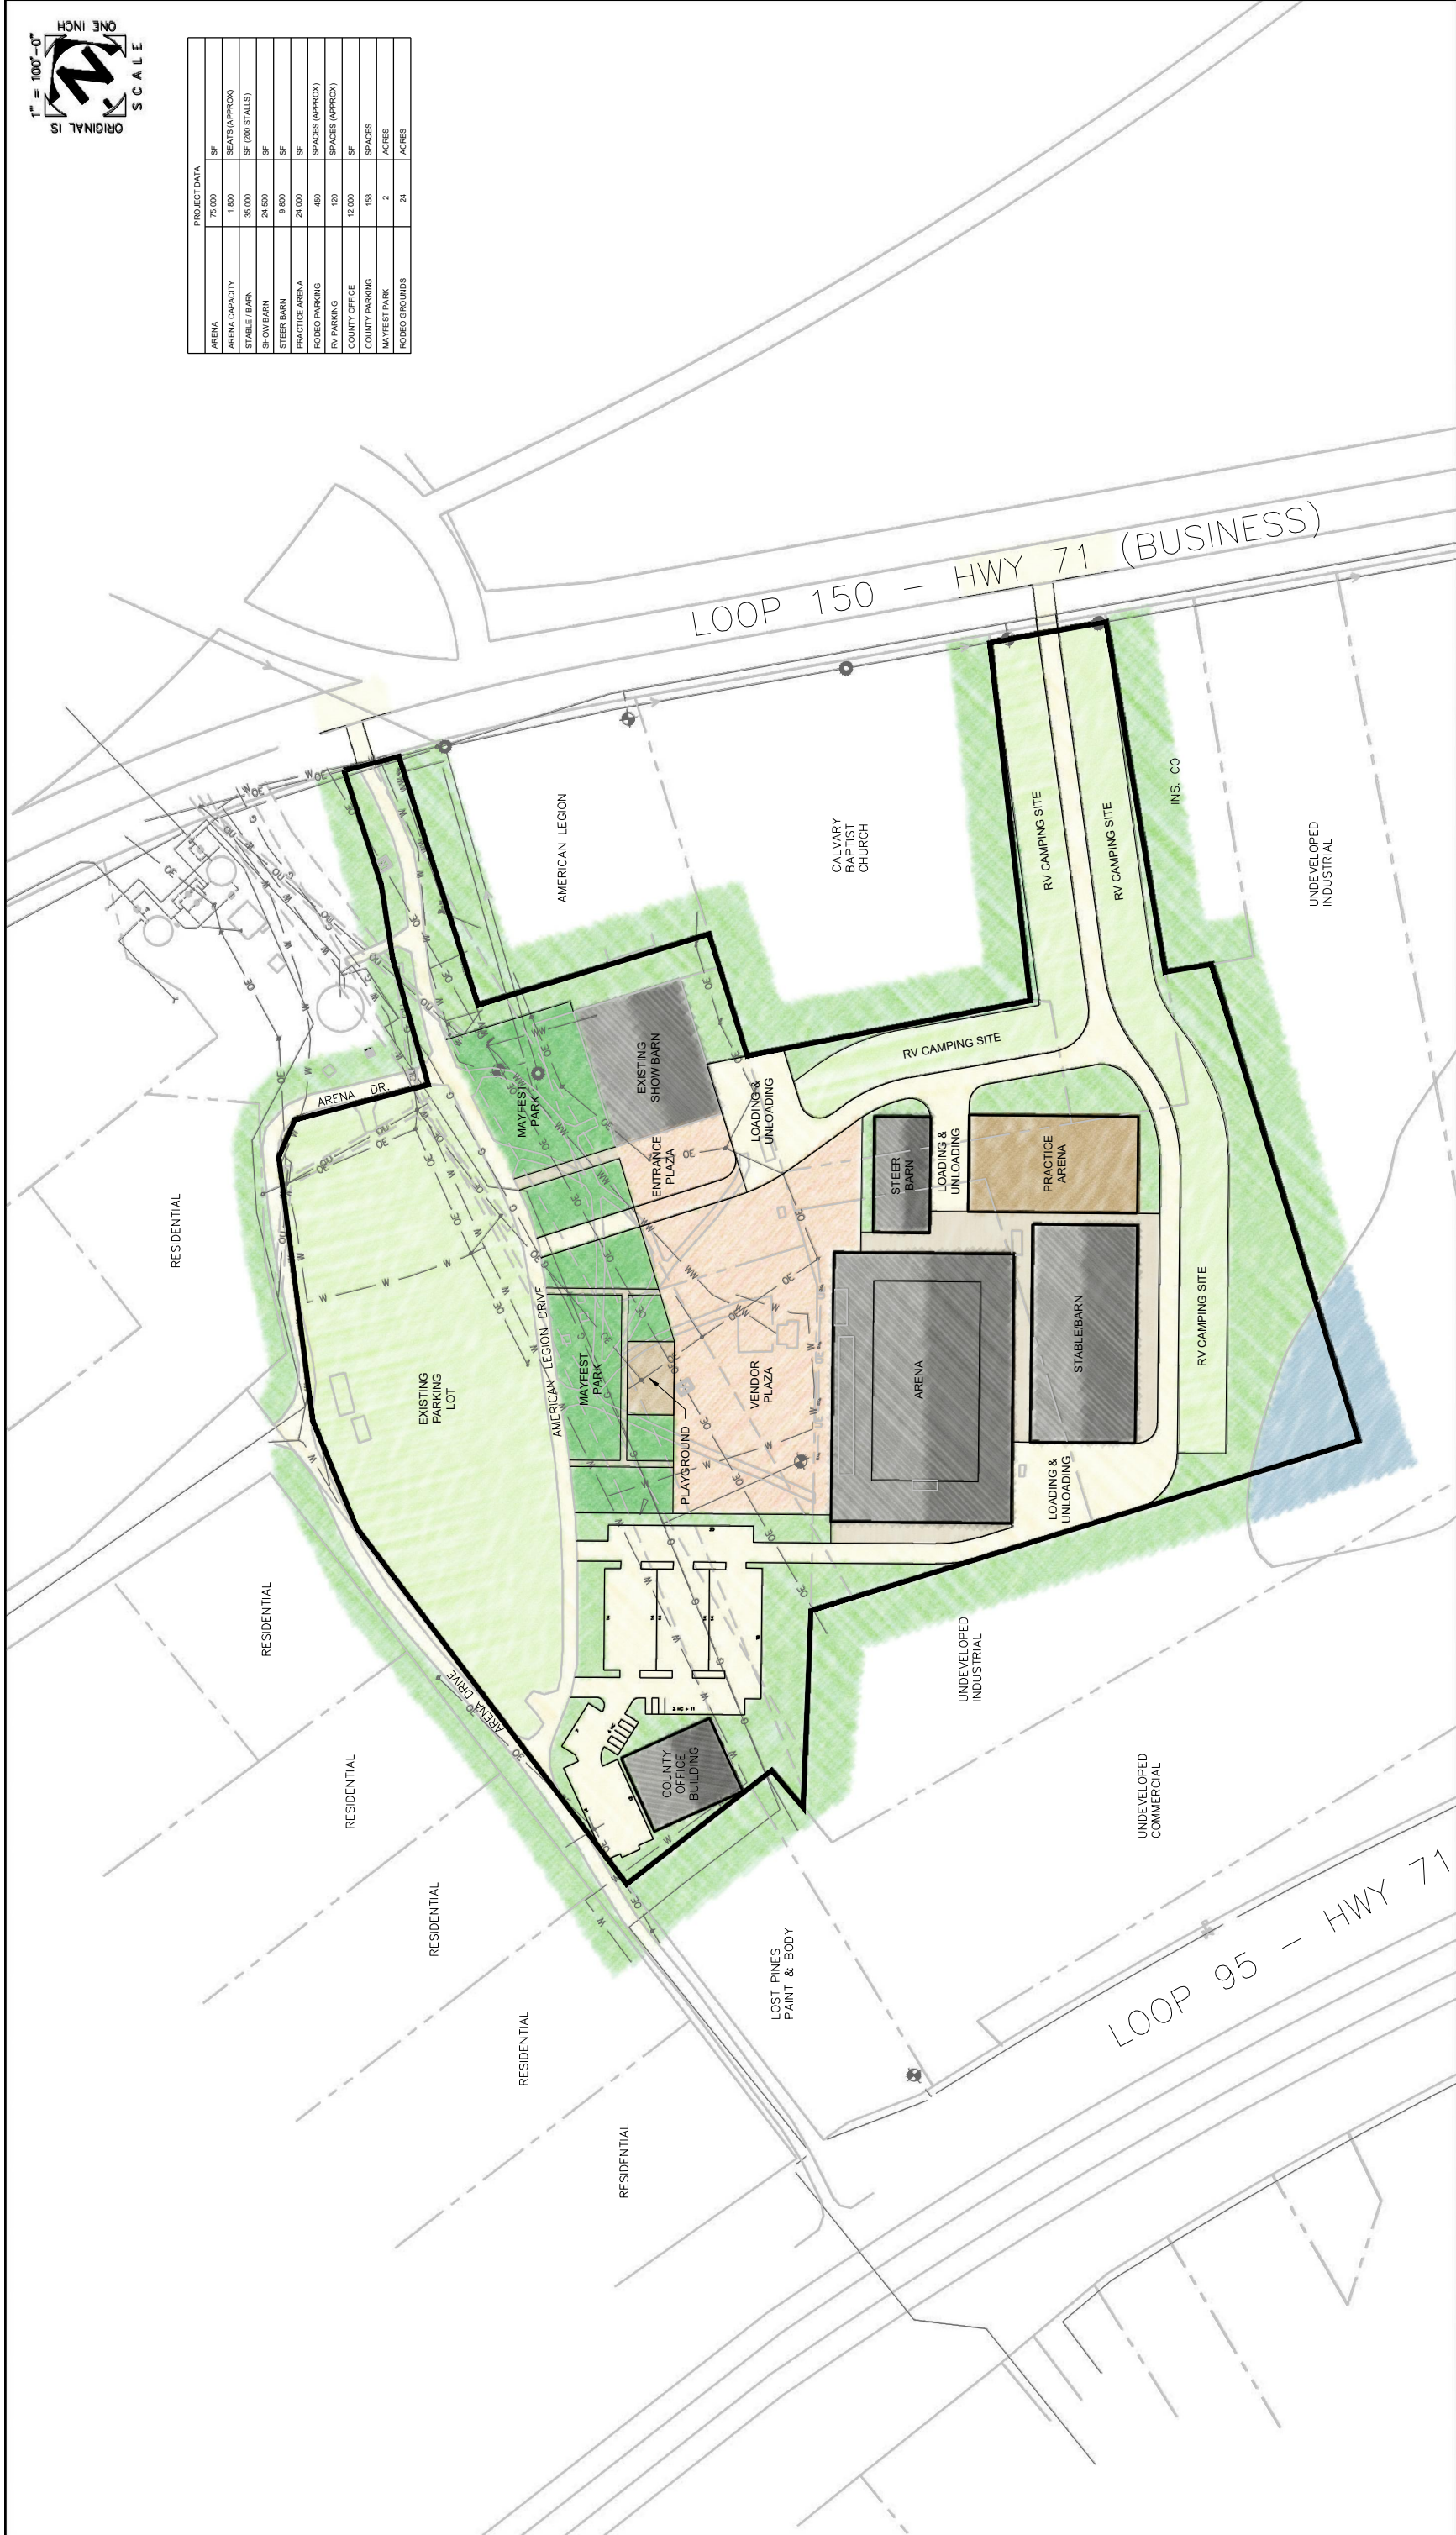 1" = 100'-0"
ORIGINAL IS
ONE INCH
N
SCALE
PROJECT DATA
ARENA 75,000 SF
ARENA CAPACITY 1,800 SEATS (APPROX)
STABLE / BARN 35,000 SF (200 STALLS)
SHOW BARN 24,500 SF
STEER BARN 9,800 SF
PRACTICE ARENA 24,000 SF
RODEO PARKING 450 SPACES (APPROX)
RV PARKING 120 SPACES (APPROX)
COUNTY OFFICE 12,000 SF
COUNTY PARKING 158 SPACES
MAYFEST PARK 2 ACRES
RODEO GROUNDS 24 ACRES
LOOP 150 - HWY 71 (BUSINESS)
AMERICAN LEGION
CALVARY
BAPTIST
CHURCH
INS. CO
UNDEVELOPED
INDUSTRIAL
RV CAMPING SITE
RV CAMPING SITE
RV CAMPING SITE
RV CAMPING SITE
ARENA DR.
MAYFEST
PARK
EXISTING
SHOW BARN
ENTRANCE
PLAZA
LOADING &
UNLOADING
STEER
BARN
LOADING &
UNLOADING
PRACTICE
ARENA
RESIDENTIAL
EXISTING
PARKING
LOT
AMERICAN LEGION DRIVE
MAYFEST
PARK
PLAYGROUND
VENDOR
PLAZA
ARENA
STABLE/BARN
LOADING &
UNLOADING
RESIDENTIAL
ARENA DRIVE
COUNTY
OFFICE
BUILDING
UNDEVELOPED
INDUSTRIAL
RESIDENTIAL
UNDEVELOPED
COMMERCIAL
RESIDENTIAL
LOST PINES
PAINT & BODY
RESIDENTIAL
RESIDENTIAL
LOOP 95 - HWY 71